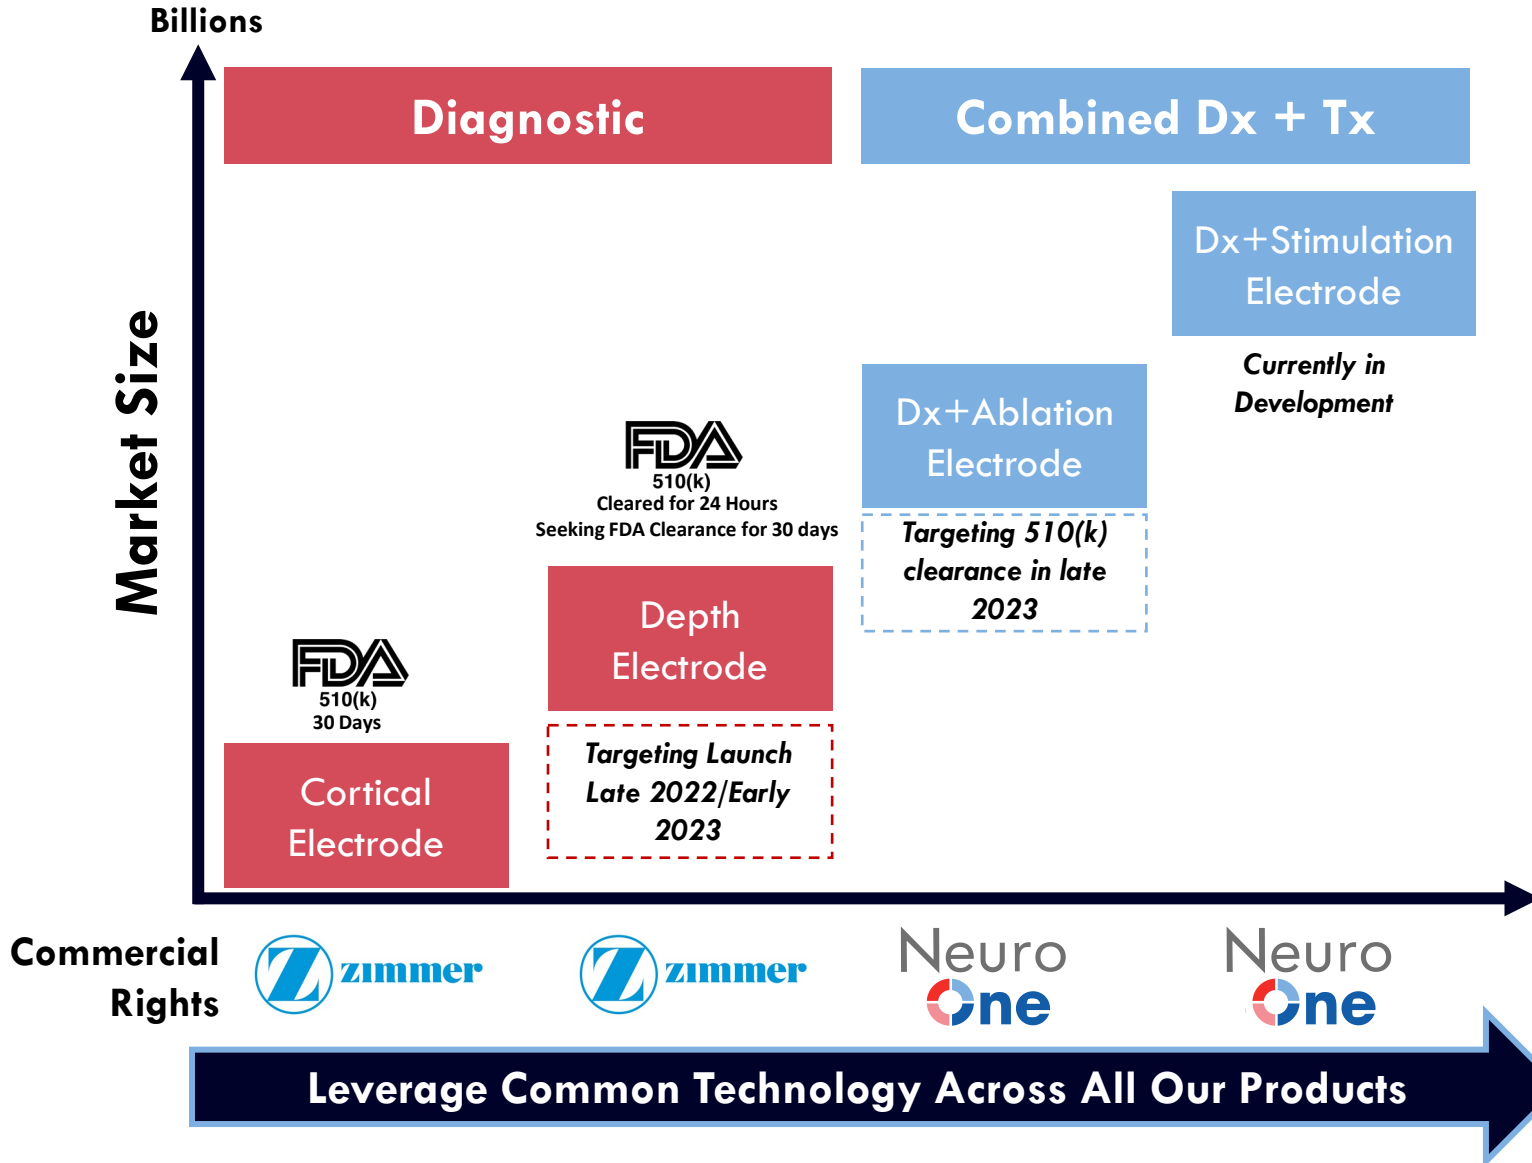 Billions
Diagnostic
Combined Dx + Tx
Dx+Stimulation
Electrode
Currently in
Development
Dx+Ablation
Electrode
Targeting 510(k)
clearance in late
2023
FDA
510(k)
Cleared for 24 Hours
Seeking FDA Clearance for 30 days
Depth
Electrode
Targeting Launch
Late 2022/Early
2023
FDA
510(k)
30 Days
Cortical
Electrode
Market Size
Commercial
Rights
Z zimmer
Z zimmer
Neuro
One
Neuro
One
Leverage Common Technology Across All Our Products